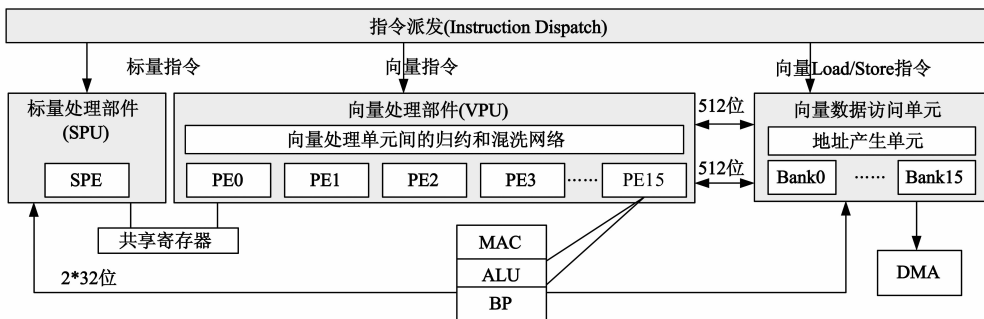 指令派发(Instruction Dispatch)
标量指令
向量指令
向量Load/Store指令
标量处理部件
(SPU)
SPE
向量处理部件(VPU)
向量处理单元间的归约和混洗网络
PE0
PE1
PE2
PE3
······
PE15
512位
512位
向量数据访问单元
地址产生单元
Bank0
······
Bank15
共享寄存器
2*32位
MAC
ALU
BP
DMA